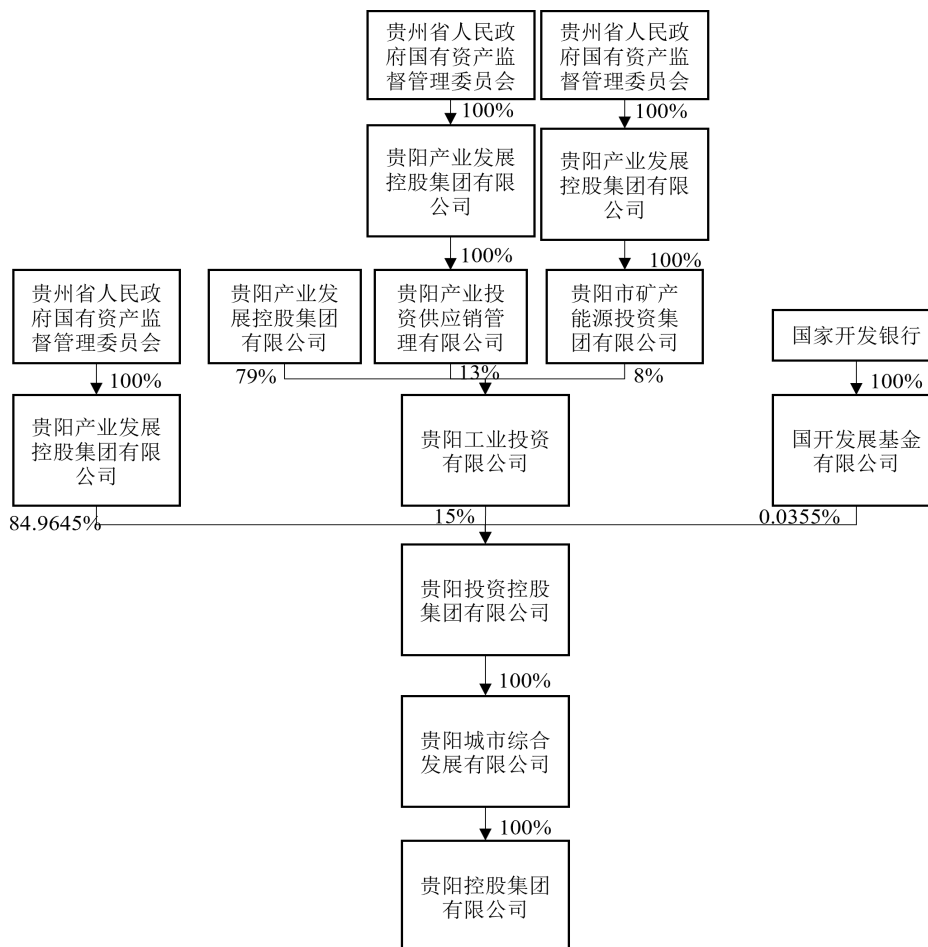 贵州省人民政
府国有资产监
督管理委员会
贵州省人民政
府国有资产监
督管理委员会
100%
100%
贵阳产业发展
控股集团有限
公司
贵阳产业发展
控股集团有限
公司
100%
100%
贵州省人民政
府国有资产监
督管理委员会
贵阳产业发
展控股集团
有限公司
贵阳产业投
资供应销管
理有限公司
贵阳市矿产
能源投资集
团有限公司
国家开发银行
100%
79%
13%
8%
100%
贵阳产业发展
控股集团有限
公司
贵阳工业投资
有限公司
国开发展基金
有限公司
84.9645%
15%
0.0355%
贵阳投资控股
集团有限公司
100%
贵阳城市综合
发展有限公司
100%
贵阳控股集团
有限公司